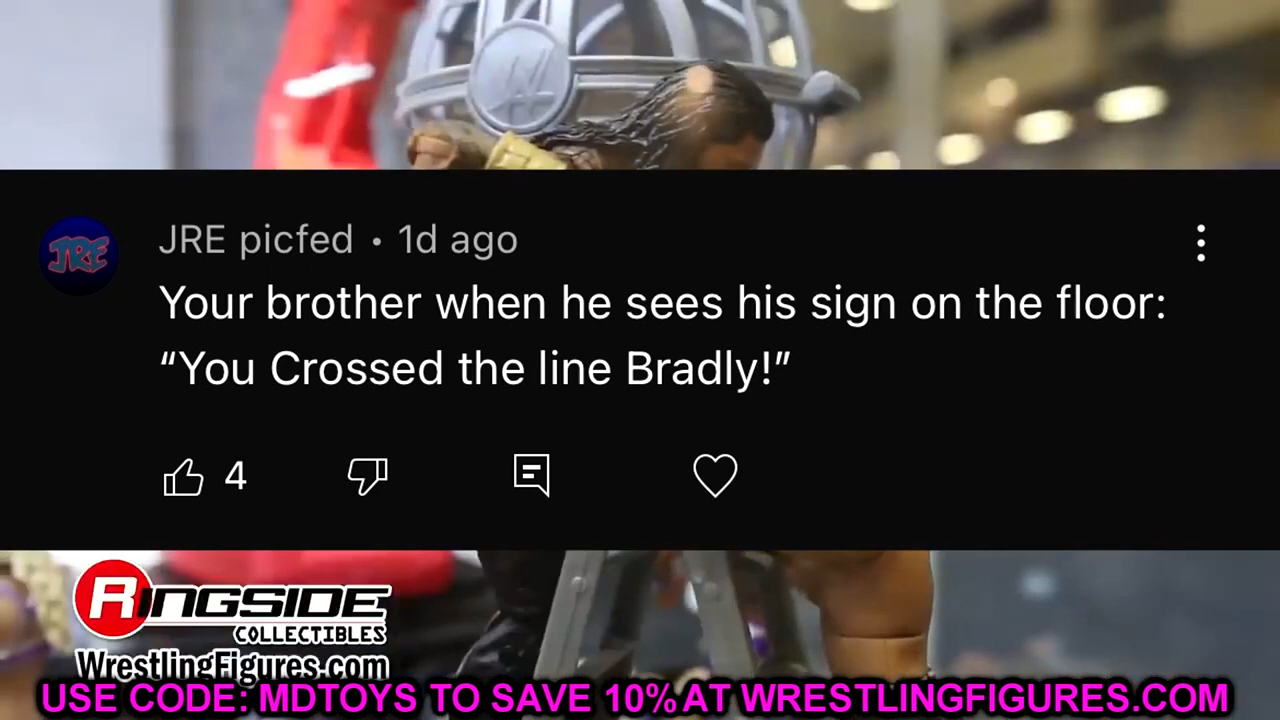 JRE
JRE picfed • 1d ago
Your brother when he sees his sign on the floor:
“You Crossed the line Bradly!”
4
RINGSIDE
COLLECTIBLES
WrestlingFigures.com
USE CODE: MDTOYS TO SAVE 10% AT WRESTLINGFIGURES.COM